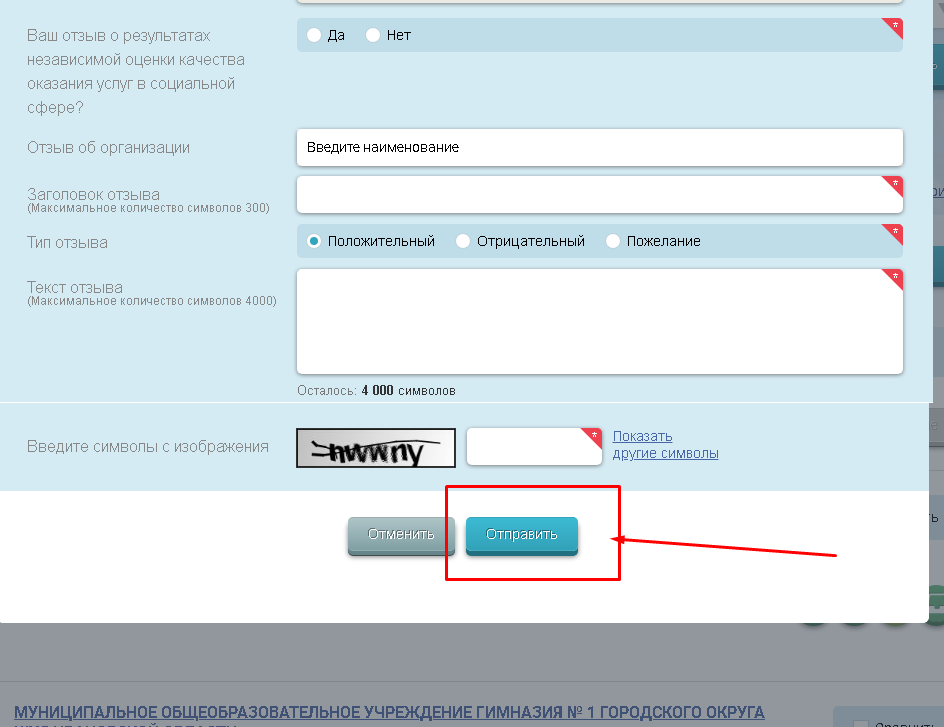 Ваш отзыв о результатах
независимой оценки качества
оказания услуг в социальной
сфере?
Да Нет
*
Отзыв об организации
Введите наименование
Заголовок отзыва
(Максимальное количество символов 300)
*
Тип отзыва
Положительный Отрицательный Пожелание
*
Текст отзыва
(Максимальное количество символов 4000)
*
Осталось: 4 000 символов
Введите символы с изображения
*
Показать
другие символы
Отменить Отправить
МУНИЦИПАЛЬНОЕ ОБЩЕОБРАЗОВАТЕЛЬНОЕ УЧРЕЖДЕНИЕ ГИМНАЗИЯ № 1 ГОРОДСКОГО ОКРУГА